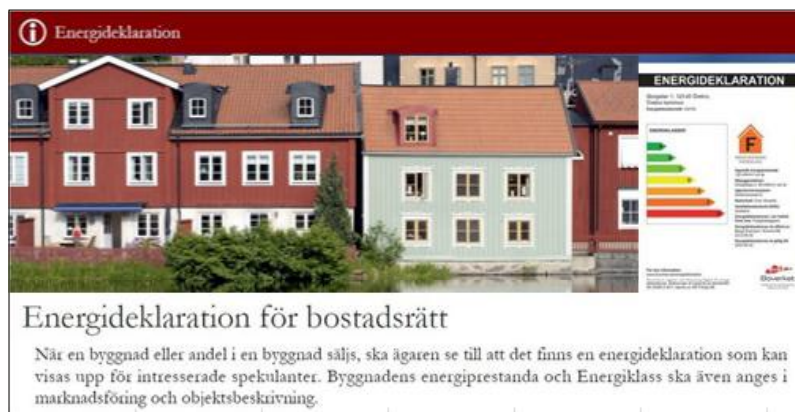 Energideklaration
ENERGIDEKLARATION
F
Boverket
Energideklaration för bostadsrätt
När en byggnad eller andel i en byggnad säljs, ska ägaren se till att det finns en energideklaration som kan
visas upp för intresserade spekulanter. Byggnadens energiprestanda och Energiklass ska även anges i
marknadsföring och objektsbeskrivning.